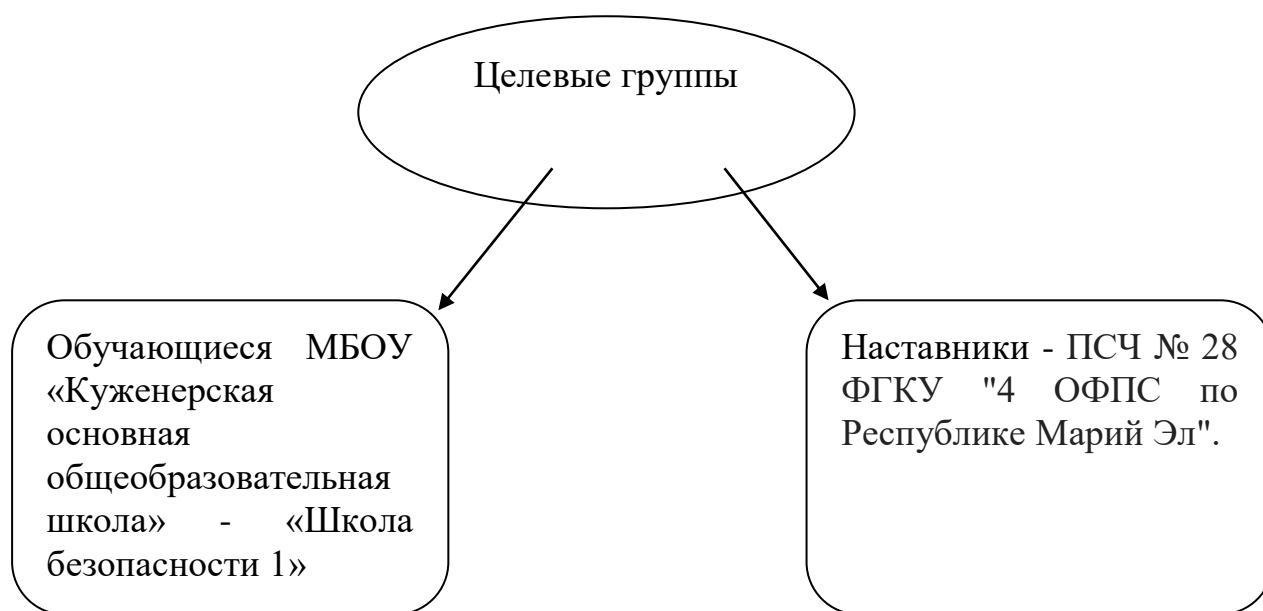 Целевые группы
Обучающиеся МБОУ
«Куженерская
основная
общеобразовательная
школа» - «Школа
безопасности 1»
Наставники - ПСЧ № 28
ФГКУ "4 ОФПС по
Республике Марий Эл".